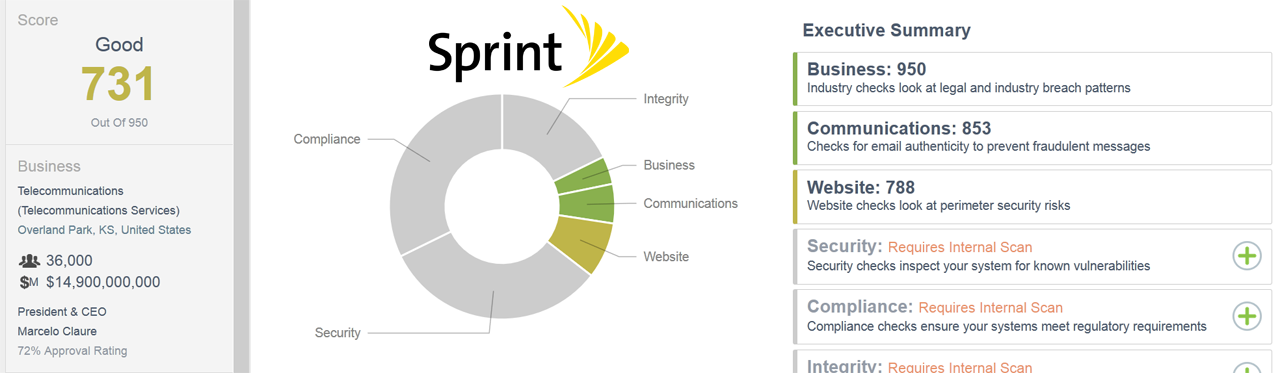 Score
Good
731
Out Of 950
Business
Telecommunications
(Telecommunications Services)
Overland Park, KS, United States
36,000
$M $14,900,000,000
President & CEO
Marcelo Claure
72% Approval Rating
Sprint
Integrity
Compliance
Business
Communications
Website
Security
Executive Summary
Business: 950
Industry checks look at legal and industry breach patterns
Communications: 853
Checks for email authenticity to prevent fraudulent messages
Website: 788
Website checks look at perimeter security risks
Security: Requires Internal Scan
Security checks inspect your system for known vulnerabilities
Compliance: Requires Internal Scan
Compliance checks ensure your systems meet regulatory requirements
Integrity: Requires Internal Scan